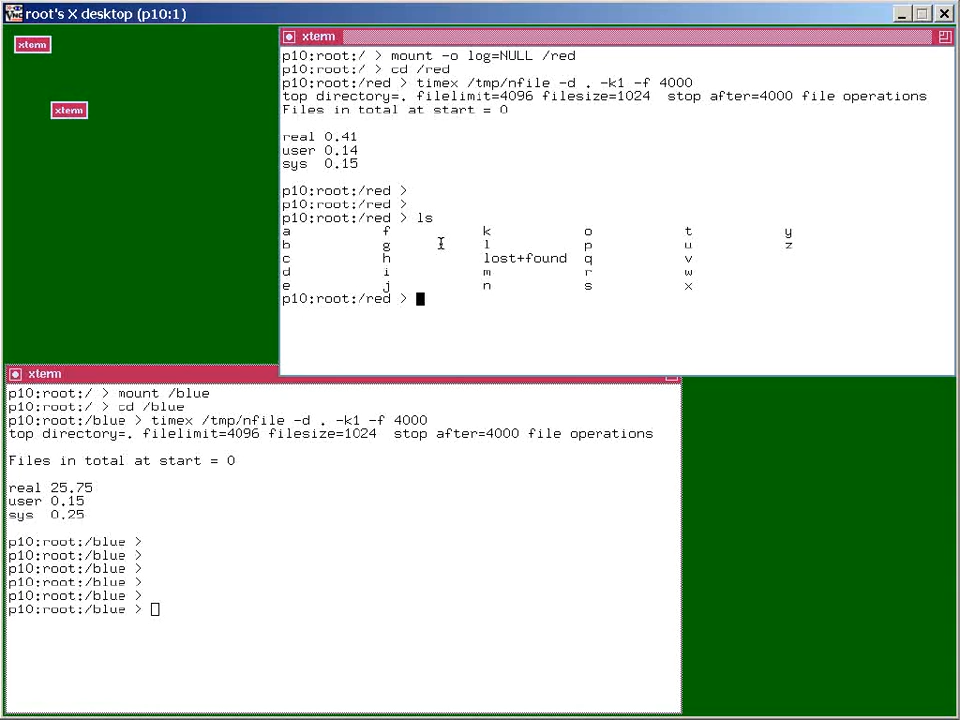 root's X desktop (p10:1)
xterm
xterm
xterm
p10:root:/ > mount -o log=NULL /red
p10:root:/ > cd /red
p10:root:/red > timex /tmp/nfile -d . -k1 -f 4000
top directory=. filelimit=4096 filesize=1024  stop after=4000 file operations
Files in total at start = 0
real 0.41
user 0.14
sys  0.15
p10:root:/red >
p10:root:/red >
p10:root:/red > ls
a f k o t y
b g l p u z
c h lost+found q v
d i m r w
e j n s x
p10:root:/red >
xterm
p10:root:/ > mount /blue
p10:root:/ > cd /blue
p10:root:/blue > timex /tmp/nfile -d . -k1 -f 4000
top directory=. filelimit=4096 filesize=1024  stop after=4000 file operations
Files in total at start = 0
real 25.75
user 0.15
sys  0.25
p10:root:/blue >
p10:root:/blue >
p10:root:/blue >
p10:root:/blue >
p10:root:/blue >
p10:root:/blue >